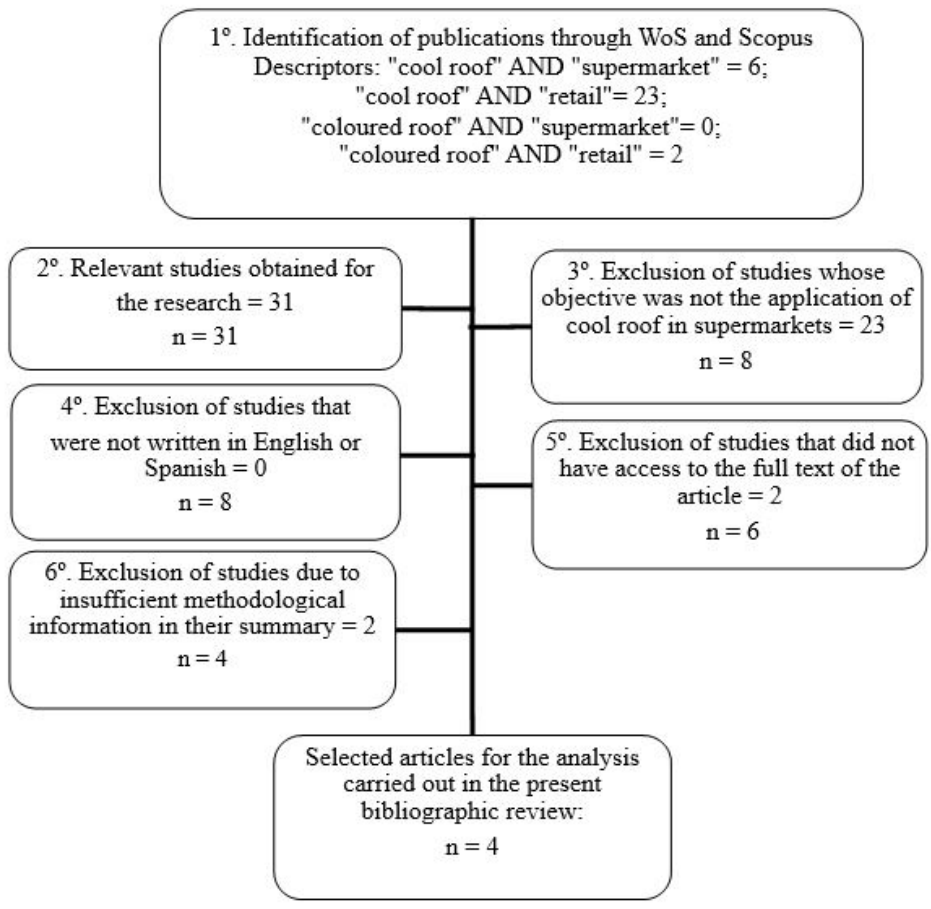 1º. Identification of publications through WoS and Scopus
Descriptors: "cool roof" AND "supermarket" = 6;
"cool roof" AND "retail"= 23;
"coloured roof" AND "supermarket"= 0;
"coloured roof" AND "retail" = 2
2º. Relevant studies obtained for
the research = 31
n = 31
3º. Exclusion of studies whose
objective was not the application of
cool roof in supermarkets = 23
n = 8
4º. Exclusion of studies that
were not written in English or
Spanish = 0
n = 8
5º. Exclusion of studies that did not
have access to the full text of the
article = 2
n = 6
6º. Exclusion of studies due to
insufficient methodological
information in their summary = 2
n = 4
Selected articles for the analysis
carried out in the present
bibliographic review:
n = 4